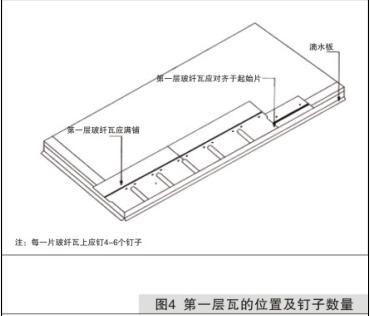 滴水板
第一层玻纤瓦应对齐于起始片
第一层玻纤瓦应满铺
注：每一片玻纤瓦上应钉4-6个钉子
图4 第一层瓦的位置及钉子数量